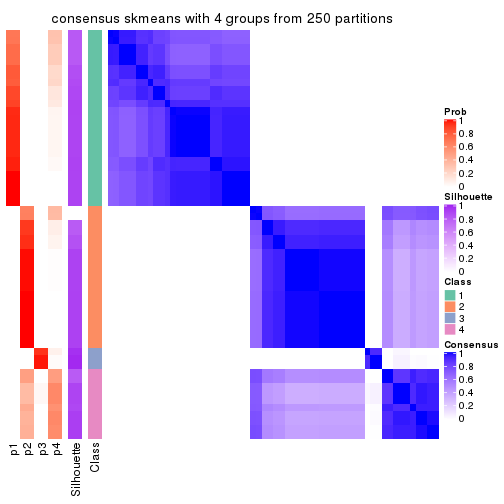 consensus skmeans with 4 groups from 250 partitions
Prob
1
0.8
0.6
0.4
0.2
0
Silhouette
1
0.8
0.6
0.4
0.2
0
Class
1
2
3
4
Consensus
1
0.8
0.6
0.4
0.2
0
p1
p2
p3
p4
Silhouette
Class